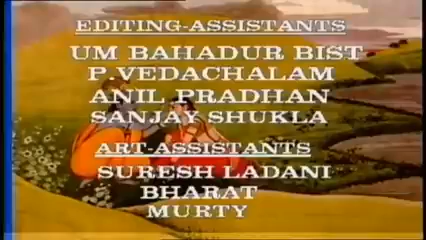 EDITING-ASSISTANTS
UM BAHADUR BIST
P.VEDACHALAM
ANIL PRADHAN
SANJAY SHUKLA
ART-ASSISTANTS
SURESH LADANI
BHARAT
MURTY